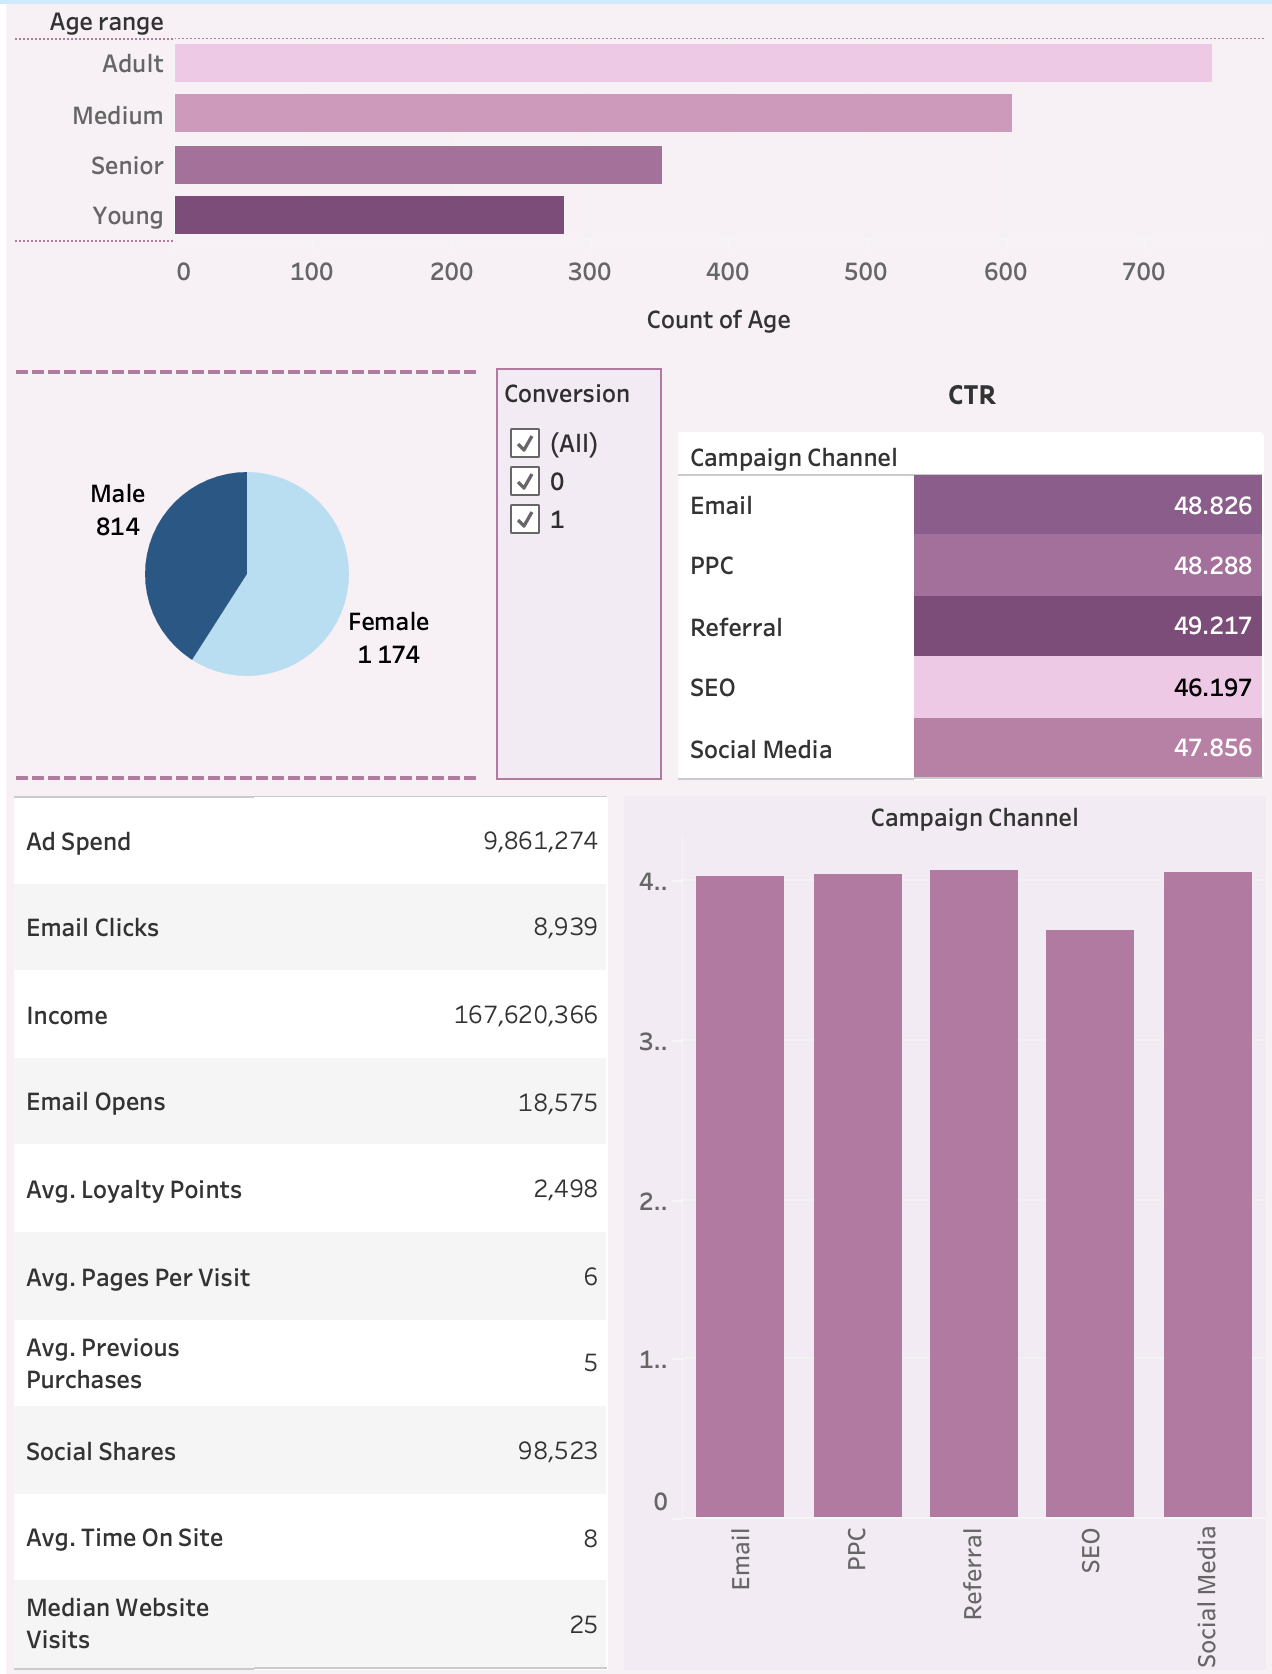 Age range
Adult
Medium
Senior
Young
0 100 200 300 400 500 600 700
Count of Age
Male
814
Female
1 174
Conversion
(All)
0
1
CTR
Campaign Channel
Email 48.826
PPC 48.288
Referral 49.217
SEO 46.197
Social Media 47.856
Ad Spend 9,861,274
Email Clicks 8,939
Income 167,620,366
Email Opens 18,575
Avg. Loyalty Points 2,498
Avg. Pages Per Visit 6
Avg. Previous
Purchases 5
Social Shares 98,523
Avg. Time On Site 8
Median Website
Visits 25
Campaign Channel
4..
3..
2..
1..
0
Email
PPC
Referral
SEO
Social Media